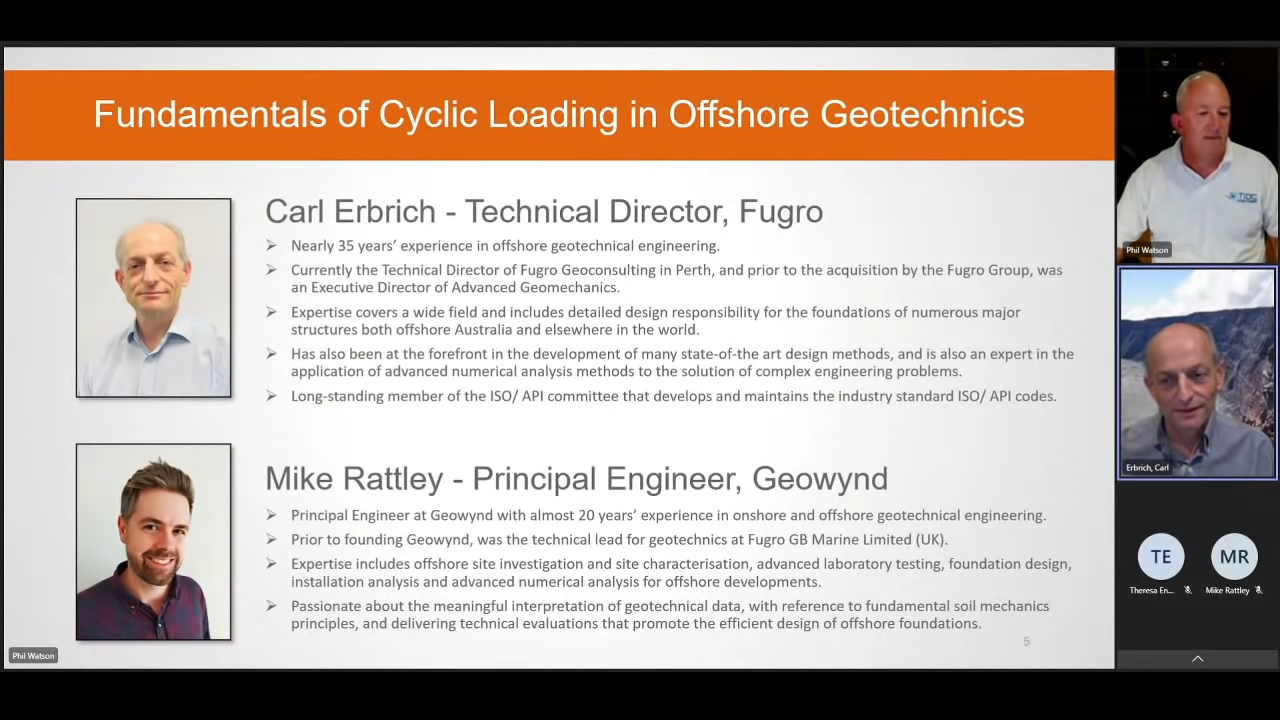 Fundamentals of Cyclic Loading in Offshore Geotechnics
Carl Erbrich - Technical Director, Fugro
➢ Nearly 35 years’ experience in offshore geotechnical engineering.
➢ Currently the Technical Director of Fugro Geoconsulting in Perth, and prior to the acquisition by the Fugro Group, was
an Executive Director of Advanced Geomechanics.
➢ Expertise covers a wide field and includes detailed design responsibility for the foundations of numerous major
structures both offshore Australia and elsewhere in the world.
➢ Has also been at the forefront in the development of many state-of-the art design methods, and is also an expert in the
application of advanced numerical analysis methods to the solution of complex engineering problems.
➢ Long-standing member of the ISO/ API committee that develops and maintains the industry standard ISO/ API codes.
Mike Rattley - Principal Engineer, Geowynd
➢ Principal Engineer at Geowynd with almost 20 years’ experience in onshore and offshore geotechnical engineering.
➢ Prior to founding Geowynd, was the technical lead for geotechnics at Fugro GB Marine Limited (UK).
➢ Expertise includes offshore site investigation and site characterisation, advanced laboratory testing, foundation design,
installation analysis and advanced numerical analysis for offshore developments.
➢ Passionate about the meaningful interpretation of geotechnical data, with reference to fundamental soil mechanics
principles, and delivering technical evaluations that promote the efficient design of offshore foundations.
5
Phil Watson
Phil Watson
Erbrich, Carl
TE
MR
Theresa En...
Mike Rattley